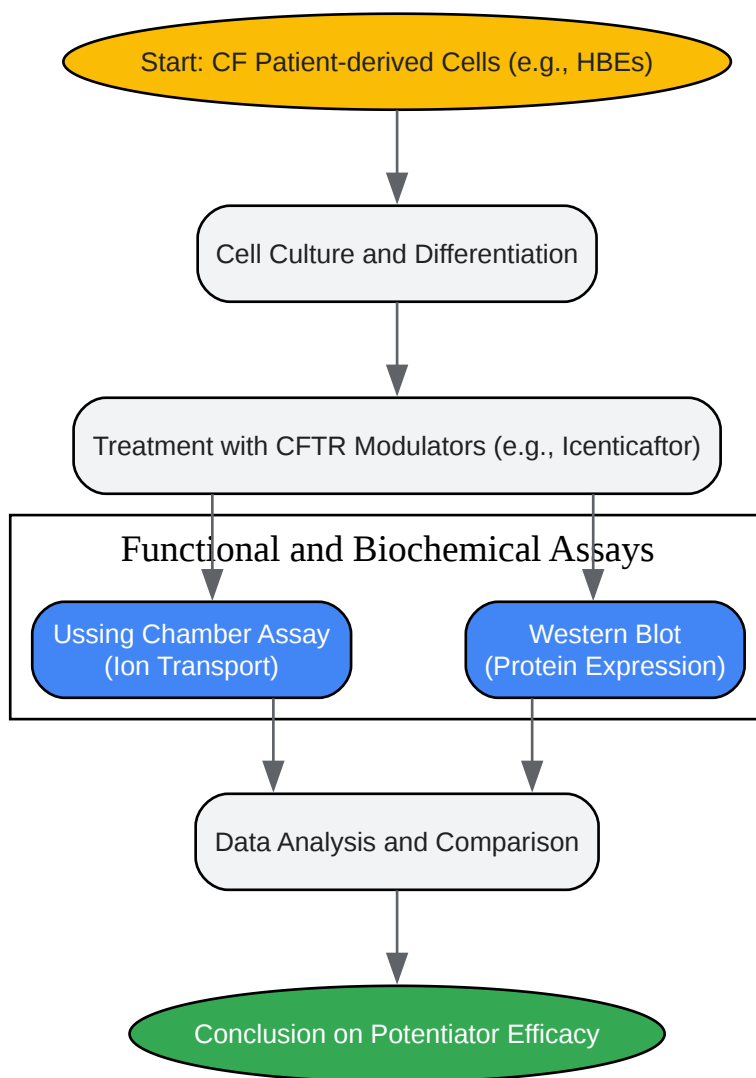 Start: CF Patient-derived Cells (e.g., HBEs)
Cell Culture and Differentiation
Treatment with CFTR Modulators (e.g., Icenticaftor)
Functional and Biochemical Assays
Ussing Chamber Assay
(Ion Transport)
Western Blot
(Protein Expression)
Data Analysis and Comparison
Conclusion on Potentiator Efficacy